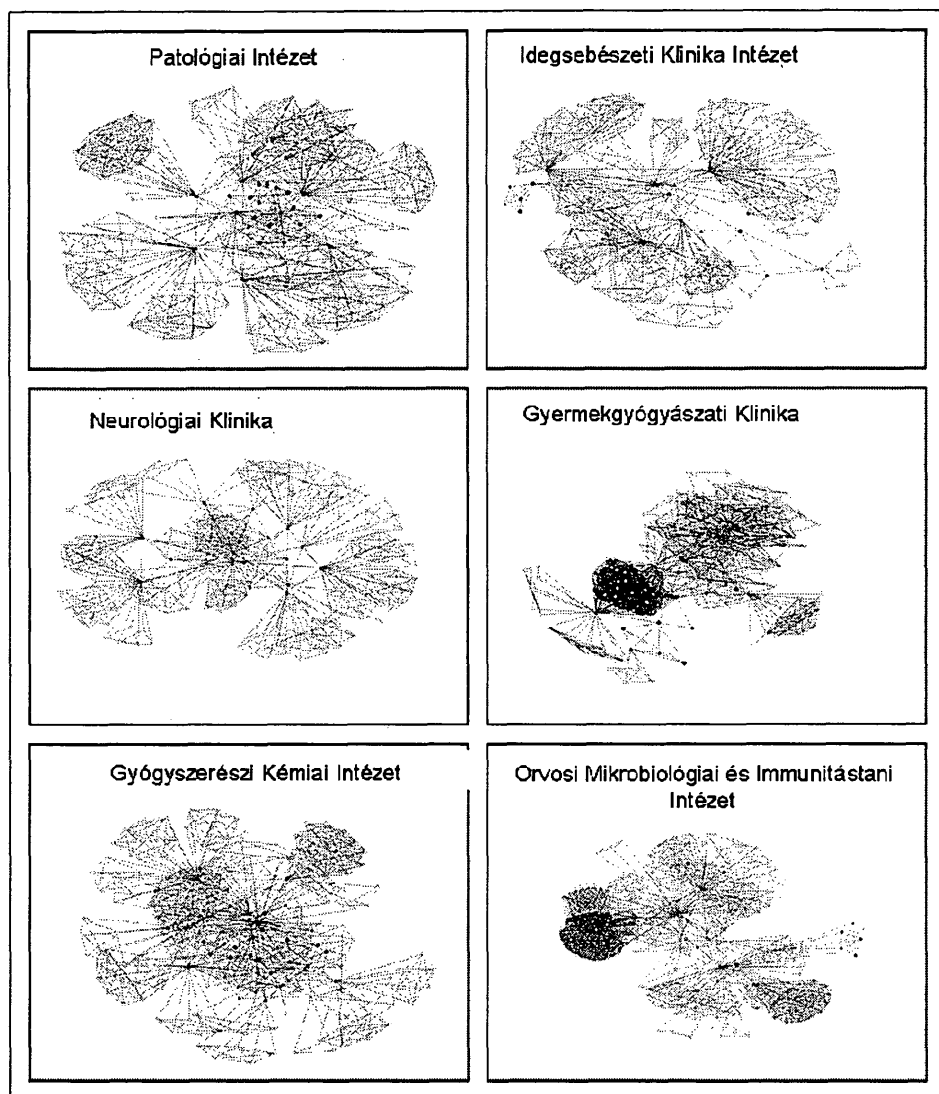 Patológiai Intézet
Idegsebészeti Klinika Intézet
Neurológiai Klinika
Gyermekgyógyászati Klinika
Gyógyszerészi Kémiai Intézet
Orvosi Mikrobiológiai és Immunitástani
Intézet